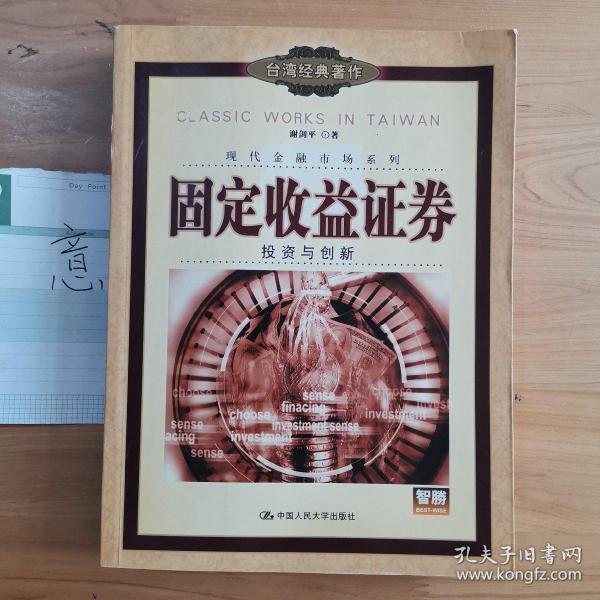 台湾经典著作
CLASSIC WORKS IN TAIWAN
谢剑平 ⊙著
现代金融市场系列
固定收益证券
投资与创新
sense
choose
finacing
choose
investment
investment
sense
investment sense
acing
investment
sense
智勝
BEST-WISE
中国人民大学出版社
Day Point
意
孔夫子旧书网
www.kongfz.com